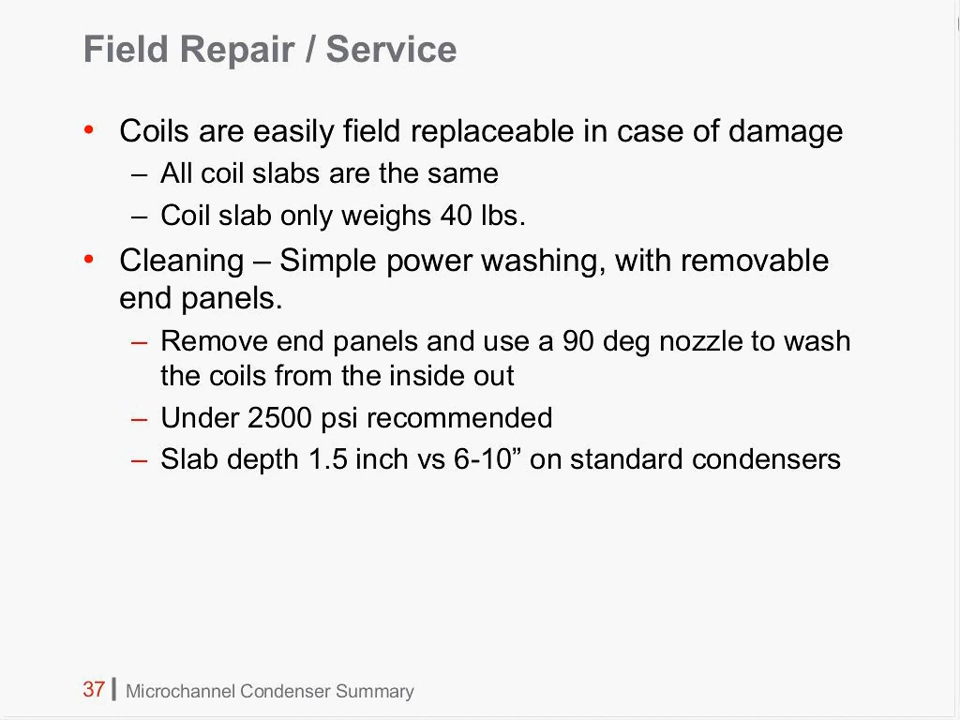 Field Repair / Service
• Coils are easily field replaceable in case of damage
– All coil slabs are the same
– Coil slab only weighs 40 lbs.
• Cleaning – Simple power washing, with removable
end panels.
– Remove end panels and use a 90 deg nozzle to wash
the coils from the inside out
– Under 2500 psi recommended
– Slab depth 1.5 inch vs 6-10” on standard condensers
37 | Microchannel Condenser Summary